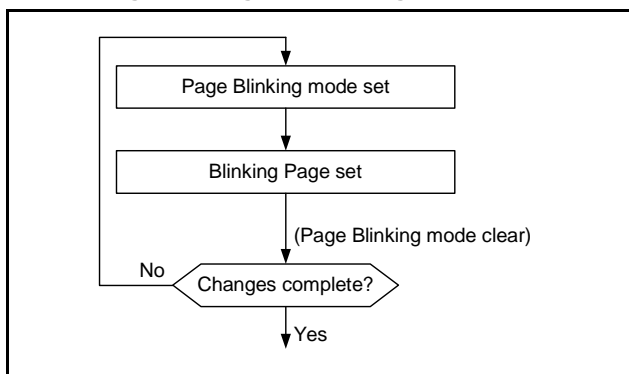 Page Blinking mode set
Blinking Page set
(Page Blinking mode clear)
No
Changes complete?
Yes